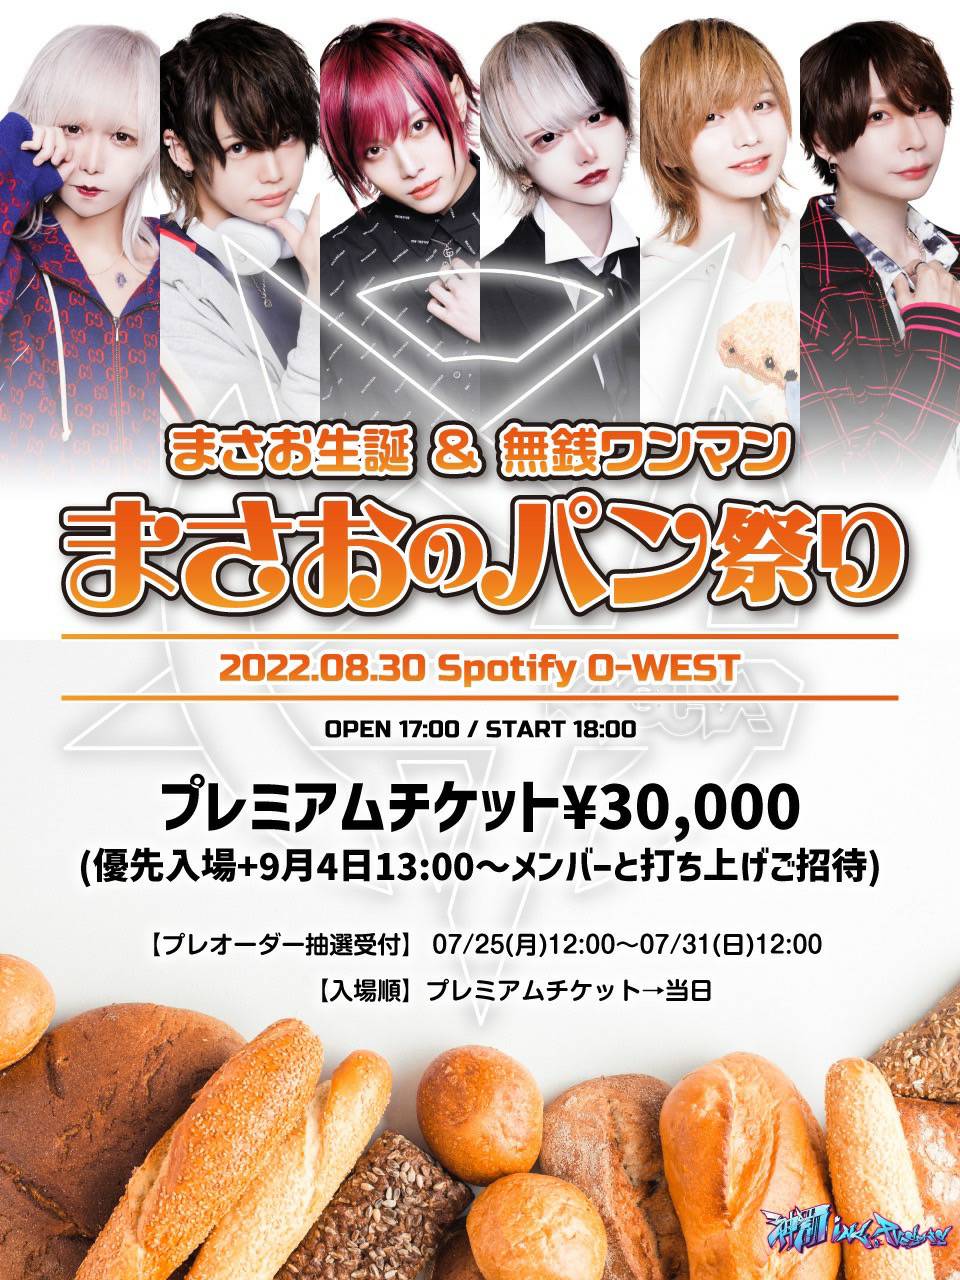 まさお生誕 & 無銭ワンマン
まさおのパン祭り
2022.08.30 Spotify O-WEST
OPEN 17:00 / START 18:00
プレミアムチケット¥30,000
(優先入場+9月4日13:00〜メンバーと打ち上げご招待)
【プレオーダー抽選受付】 07/25(月)12:00〜07/31(日)12:00
【入場順】プレミアムチケット→当日